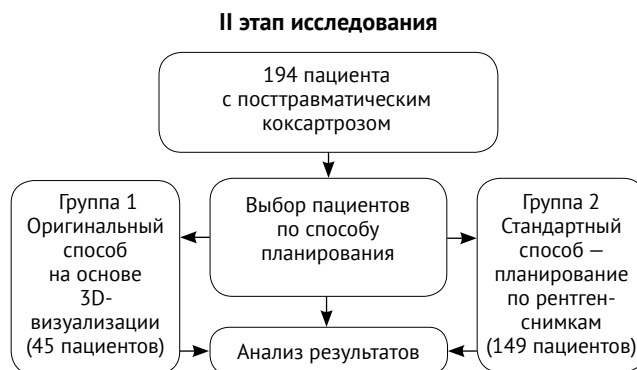 II этап исследования
194 пациента
с посттравматическим
коксартрозом
Группа 1
Оригинальный
способ
на основе
3D-
визуализации
(45 пациентов)
Выбор пациентов
по способу
планирования
Группа 2
Стандартный
способ —
планирование
по рентген-
снимкам
(149 пациентов)
Анализ результатов